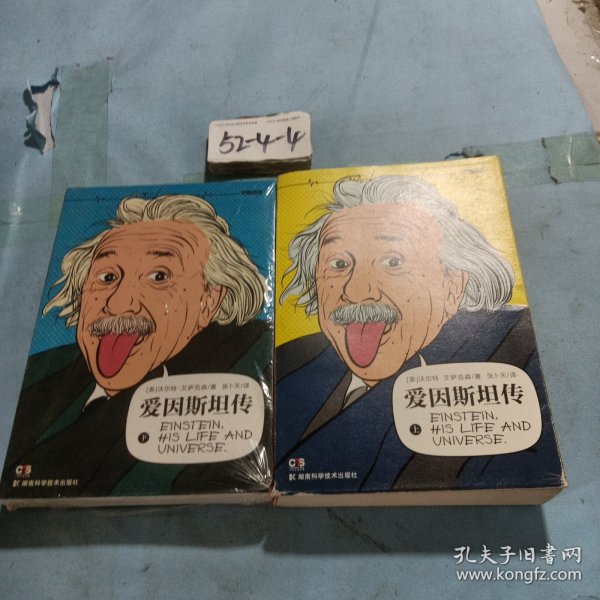 52-4-4
[美]沃尔特·艾萨克森/著 张卜天/译
爱因斯坦传
下
EINSTEIN,
HIS LIFE AND
UNIVERSE.
湖南科学技术出版社
[美]沃尔特·艾萨克森/著 张卜天/译
爱因斯坦传
上
EINSTEIN,
HIS LIFE AND
UNIVERSE.
湖南科学技术出版社
孔夫子旧书网
www.kongfz.com